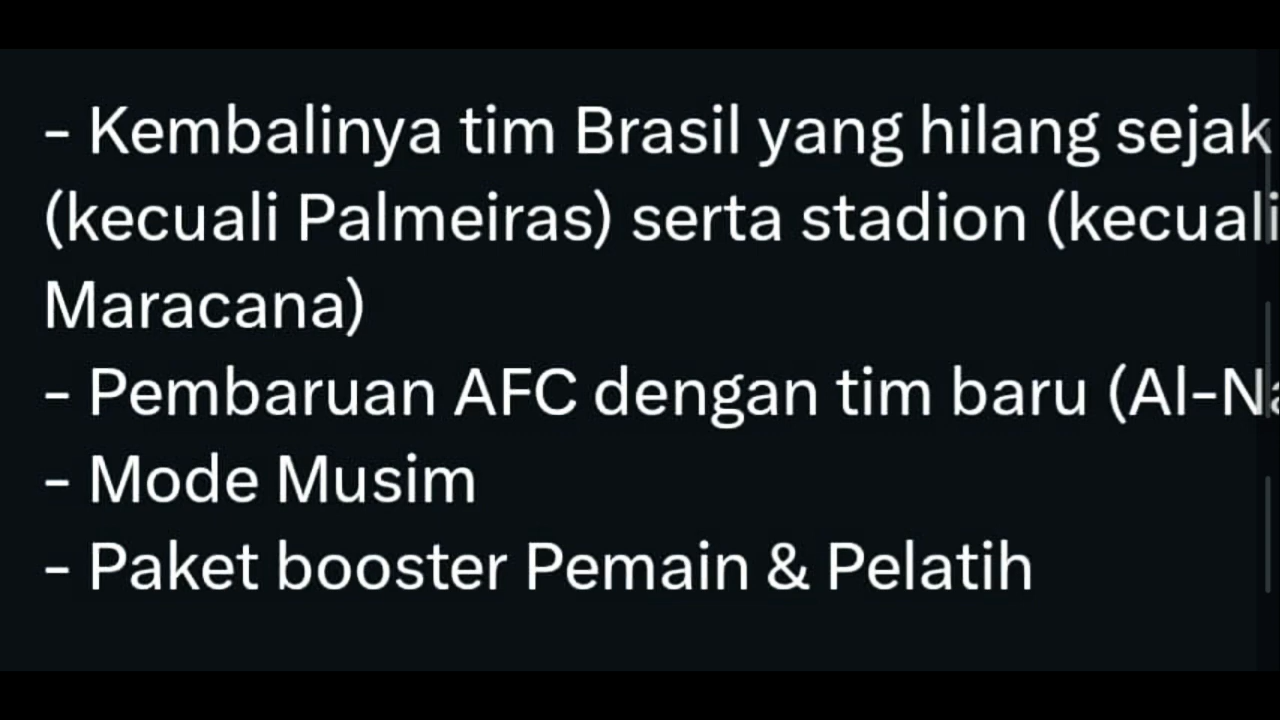 - Kembalinya tim Brasil yang hilang sejak
(kecuali Palmeiras) serta stadion (kecuali
Maracana)
- Pembaruan AFC dengan tim baru
- Mode Musim
- Paket booster Pemain & Pelatih